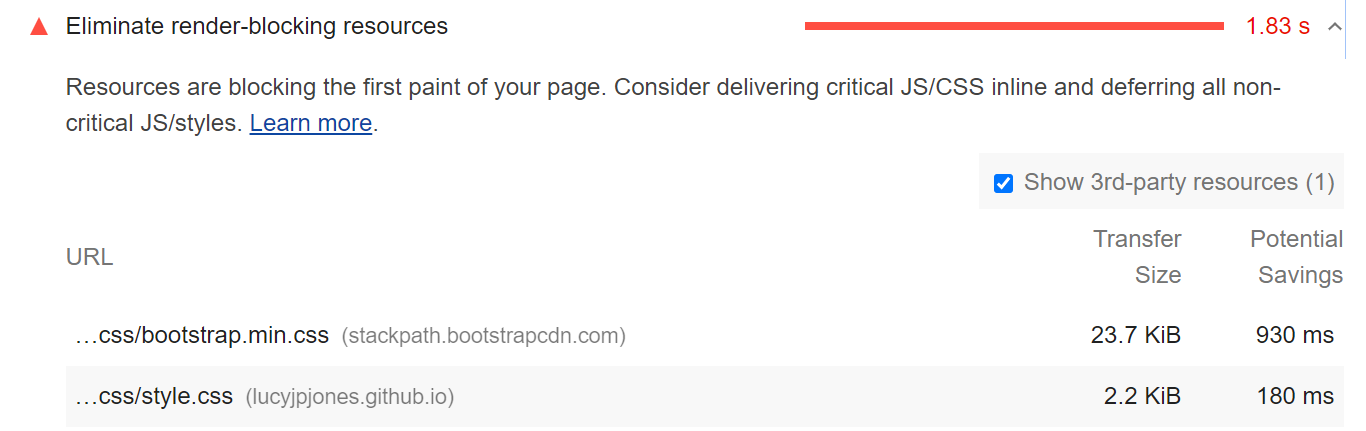 Eliminate render-blocking resources 1.83 s
Resources are blocking the first paint of your page. Consider delivering critical JS/CSS inline and deferring all non-
critical JS/styles. Learn more.
Show 3rd-party resources (1)
URL Transfer Size Potential Savings
…css/bootstrap.min.css (stackpath.bootstrapcdn.com) 23.7 KiB 930 ms
…css/style.css (lucyjpjones.github.io) 2.2 KiB 180 ms